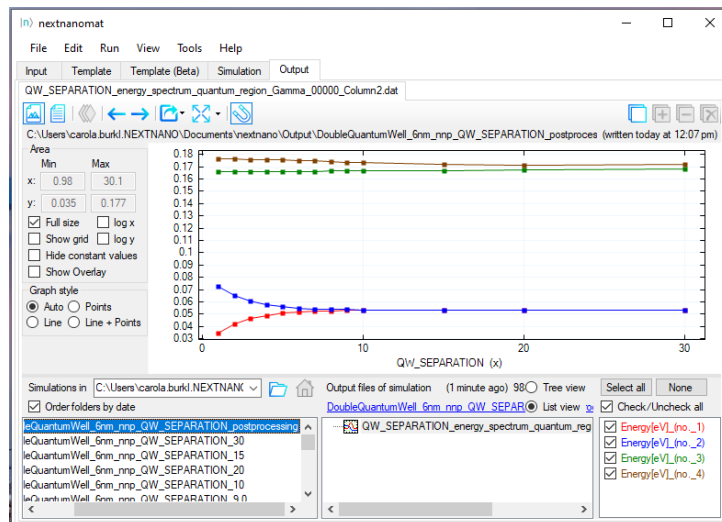 |n⟩ nextnanomat
File Edit Run View Tools Help
Input Template Template (Beta) Simulation Output
QW_SEPARATION_energy_spectrum_quantum_region_Gamma_00000_Column2.dat
C:\Users\carola.burkl.NEXTNANO\Documents\nextnano\Output\DoubleQuantumWell_6nm_nnp_QW_SEPARATION_postproces (written today at 12:07 pm)
Area
Min Max
x: 0.98 30.1
y: 0.035 0.177
Full size log x
Show grid log y
Hide constant values
Show Overlay
Graph style
Auto Points
Line Line + Points
0.18
0.17
0.16
0.15
0.14
0.13
0.12
0.11
0.10
0.09
0.08
0.07
0.06
0.05
0.04
0.03
0 10 20 30
QW_SEPARATION (x)
Simulations in C:\Users\carola.burkl.NEXTNANO
Order folders by date
leQuantumWell_6nm_nnp_QW_SEPARATION_postprocessing
leQuantumWell_6nm_nnp_QW_SEPARATION_30
leQuantumWell_6nm_nnp_QW_SEPARATION_15
leQuantumWell_6nm_nnp_QW_SEPARATION_20
leQuantumWell_6nm_nnp_QW_SEPARATION_10
leQuantumWell_6nm_nnp_QW_SEPARATION_9.0
Output files of simulation (1 minute ago) 98 Tree view
DoubleQuantumWell_6nm_nnp_QW_SEPAR List view
QW_SEPARATION_energy_spectrum_quantum_reg
Select all None
Check/Uncheck all
Energy[eV]_(no._1)
Energy[eV]_(no._2)
Energy[eV]_(no._3)
Energy[eV]_(no._4)